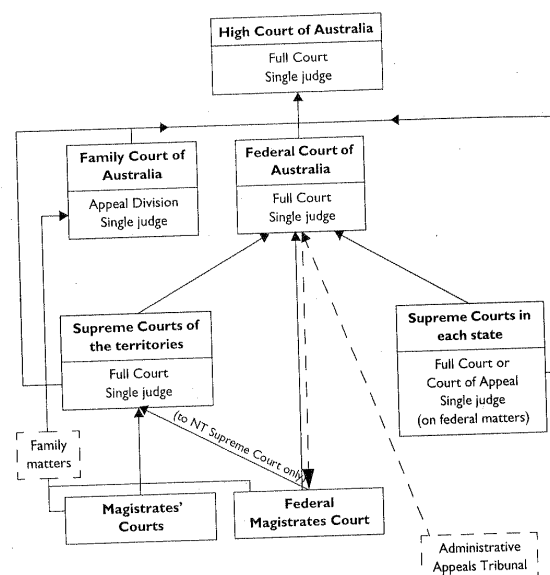 High Court of Australia
Full Court
Single judge
Family Court of
Australia
Appeal Division
Single judge
Federal Court of
Australia
Full Court
Single judge
Supreme Courts of
the territories
Full Court
Single judge
Supreme Courts in
each state
Full Court or
Court of Appeal
Single judge
(on federal matters)
(to NT Supreme Court only)
Family
matters
Magistrates'
Courts
Federal
Magistrates Court
Administrative
Appeals Tribunal